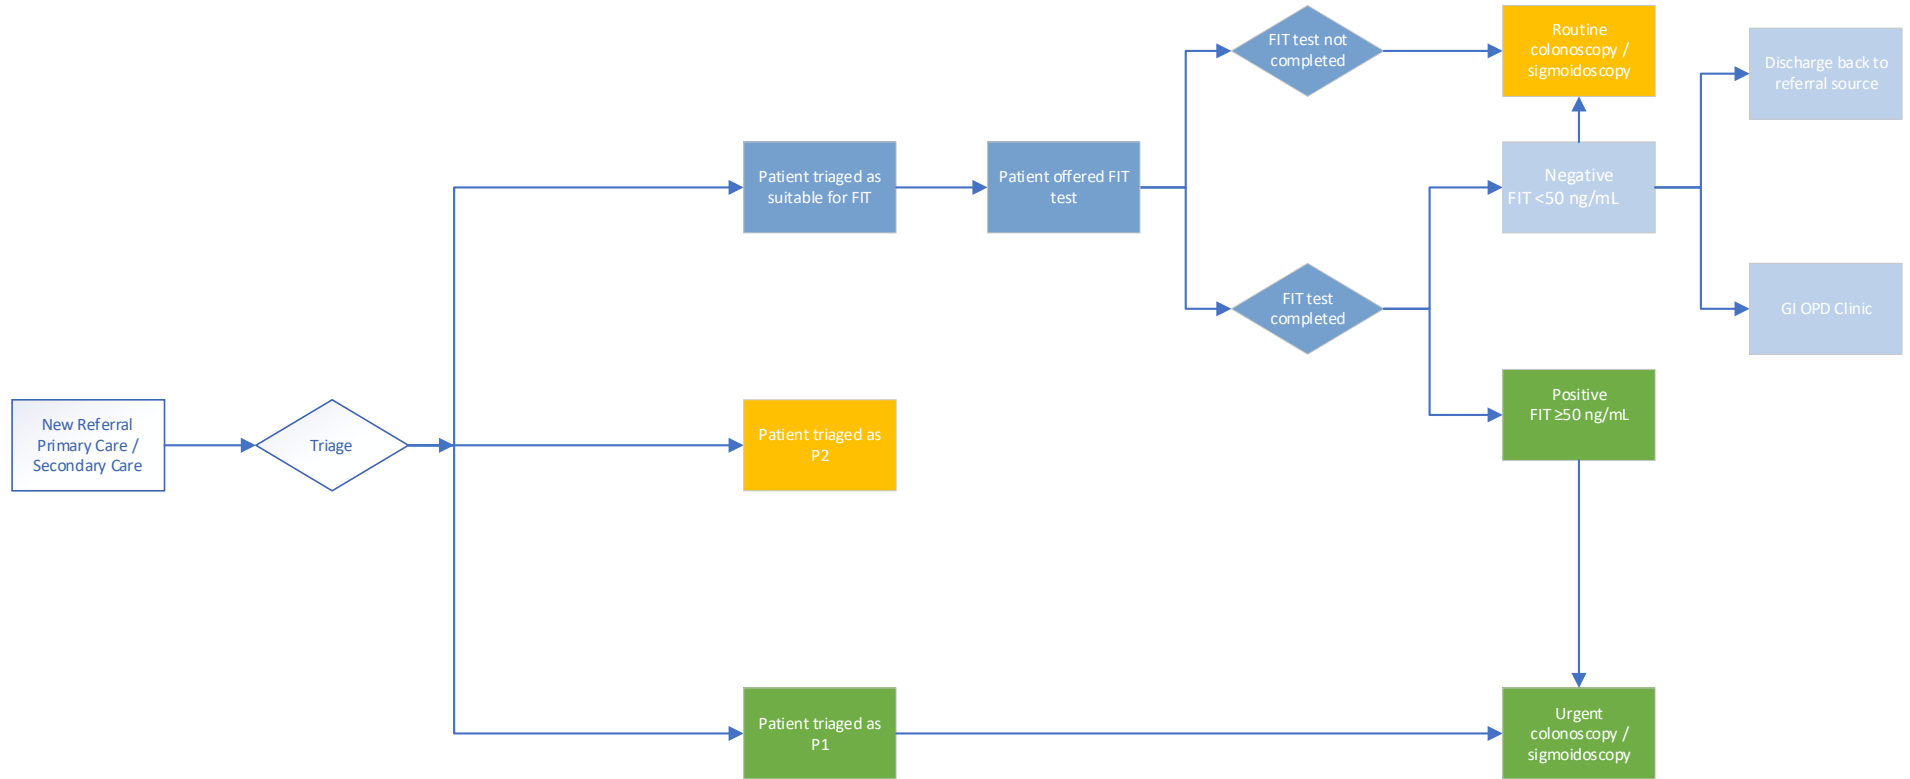 New Referral
Primary Care /
Secondary Care
Triage
Patient triaged as
suitable for FIT
Patient offered FIT
test
FIT test not
completed
Routine
colonoscopy /
sigmoidoscopy
Discharge back to
referral source
Negative
FIT <50 ng/mL
FIT test
completed
GI OPD Clinic
Positive
FIT ≥50 ng/mL
Patient triaged as
P2
Patient triaged as
P1
Urgent
colonoscopy /
sigmoidoscopy